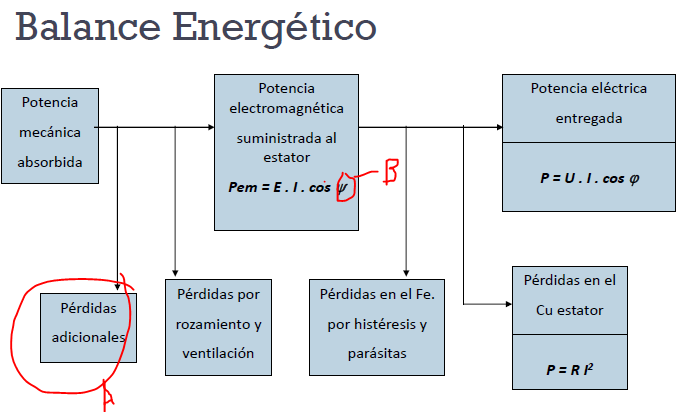 Balance Energético
Potencia
mecánica
absorbida
Potencia
electromagnética
suministrada al
estator
Pem = E . I . cos ψ
B
Potencia eléctrica
entregada
P = U . I . cos φ
Pérdidas
adicionales
A
Pérdidas por
rozamiento y
ventilación
Pérdidas en el Fe.
por histéresis y
parásitas
Pérdidas en el
Cu estator
P = R I²